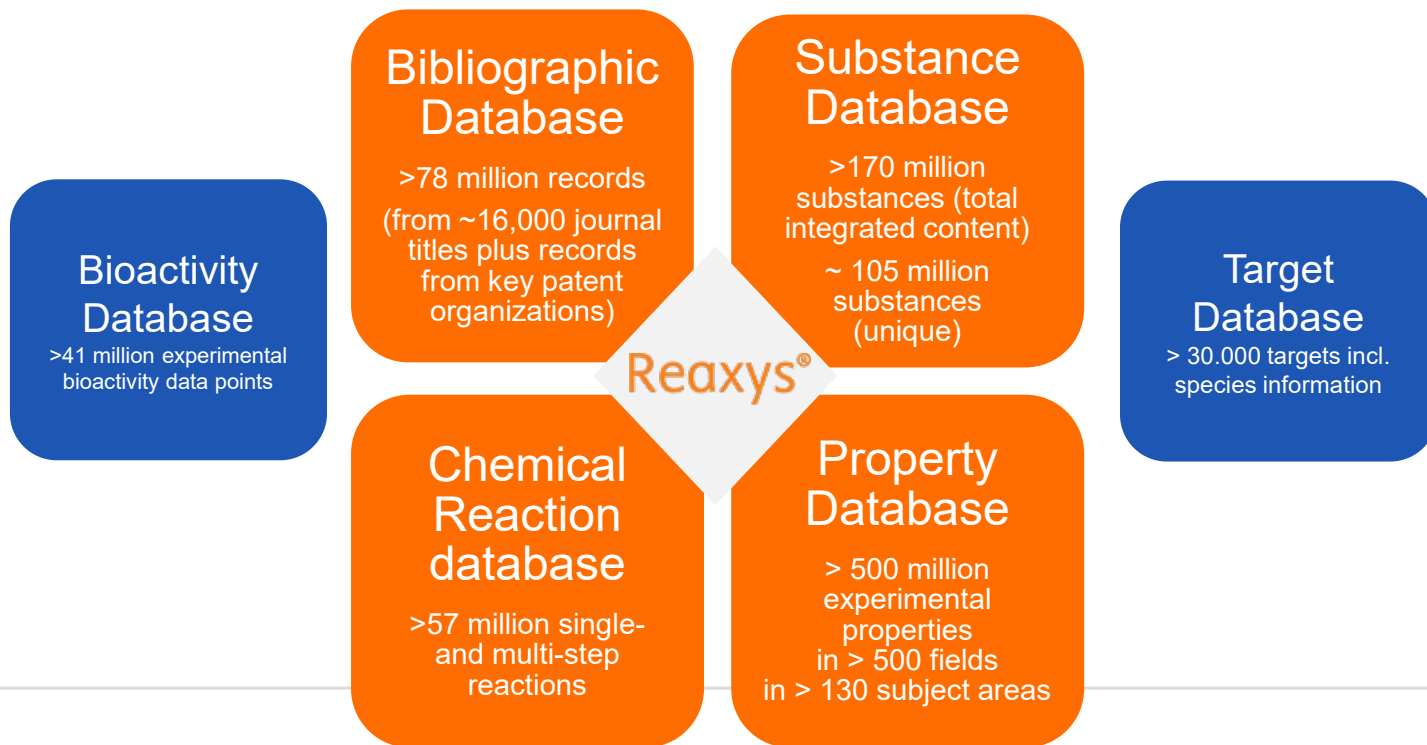 Bibliographic
Database
>78 million records
(from ~16,000 journal
titles plus records
from key patent
organizations)
Substance
Database
>170 million
substances (total
integrated content)
~ 105 million
substances
(unique)
Bioactivity
Database
>41 million experimental
bioactivity data points
Reaxys®
Target
Database
> 30.000 targets incl.
species information
Chemical
Reaction
database
>57 million single-
and multi-step
reactions
Property
Database
> 500 million
experimental
properties
in > 500 fields
in > 130 subject areas